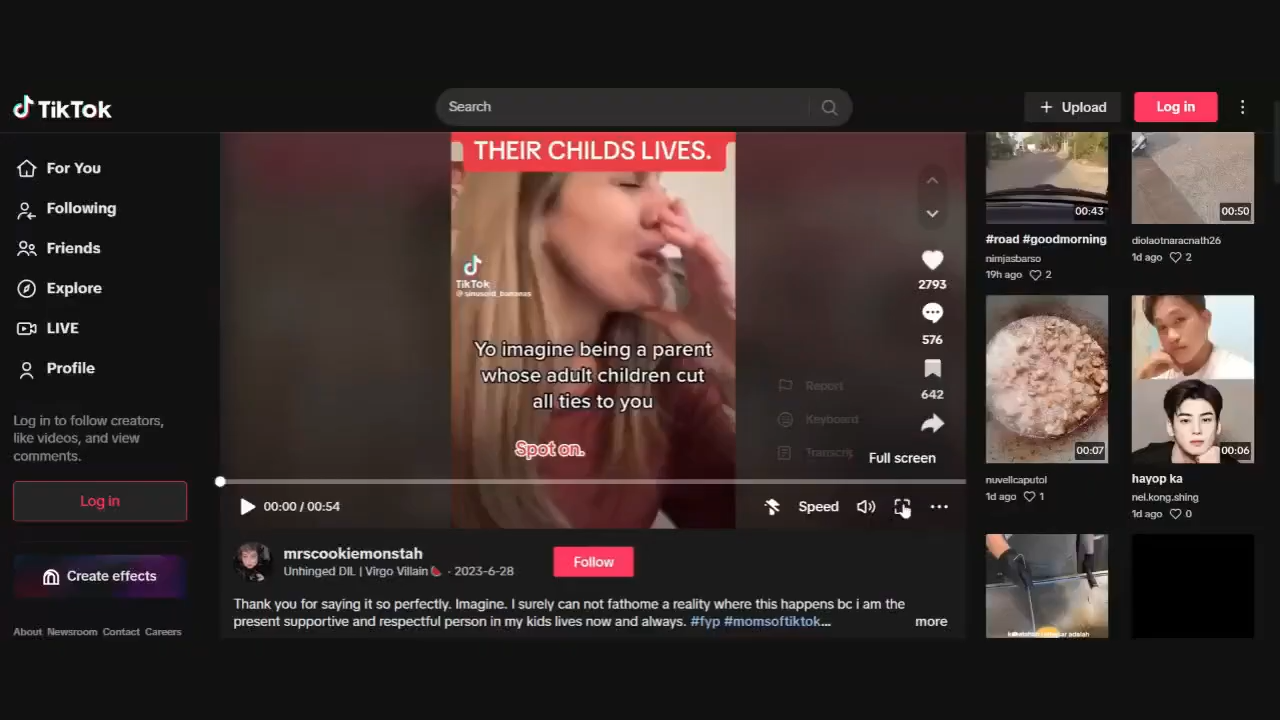 TikTok
Search
Upload
Log in
For You
Following
Friends
Explore
LIVE
Profile
Log in to follow creators,
like videos, and view
comments.
Log in
Create effects
About Newsroom Contact Careers
THEIR CHILDS LIVES.
TikTok
@sinusoid_bananas
Yo imagine being a parent
whose adult children cut
all ties to you
Spot on.
2793
576
642
Report
Keyboard
Transcrip
Full screen
00:00 / 00:54
Speed
mrscookiemonstah
Unhinged DIL | Virgo Villain🍉 · 2023-6-28
Follow
Thank you for saying it so perfectly. Imagine. I surely can not fathome a reality where this happens bc i am the
present supportive and respectful person in my kids lives now and always. #fyp #momsoftiktok...
more
00:43
#road #goodmorning
nimjasbarso
19h ago 2
00:50
diolaotnaracnath26
1d ago 2
00:07
nuvellcaputol
1d ago 1
00:06
hayop ka
nel.kong.shing
1d ago 0